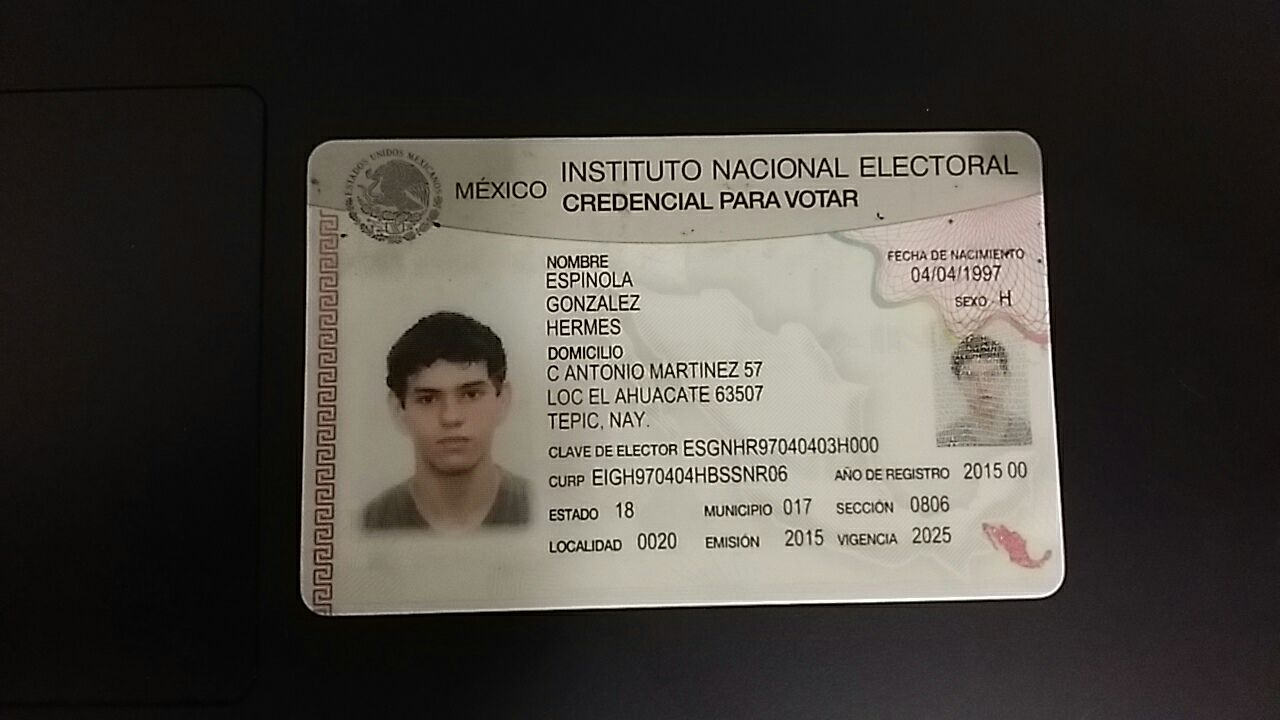 ESTADOS UNIDOS MEXICANOS
MÉXICO
INSTITUTO NACIONAL ELECTORAL
CREDENCIAL PARA VOTAR
NOMBRE
ESPINOLA
GONZALEZ
HERMES
FECHA DE NACIMIENTO
04/04/1997
SEXO H
DOMICILIO
C ANTONIO MARTINEZ 57
LOC EL AHUACATE 63507
TEPIC, NAY.
CLAVE DE ELECTOR ESGNHR97040403H000
CURP EIGH970404HBSSNR06 AÑO DE REGISTRO 2015 00
ESTADO 18 MUNICIPIO 017 SECCIÓN 0806
LOCALIDAD 0020 EMISIÓN 2015 VIGENCIA 2025